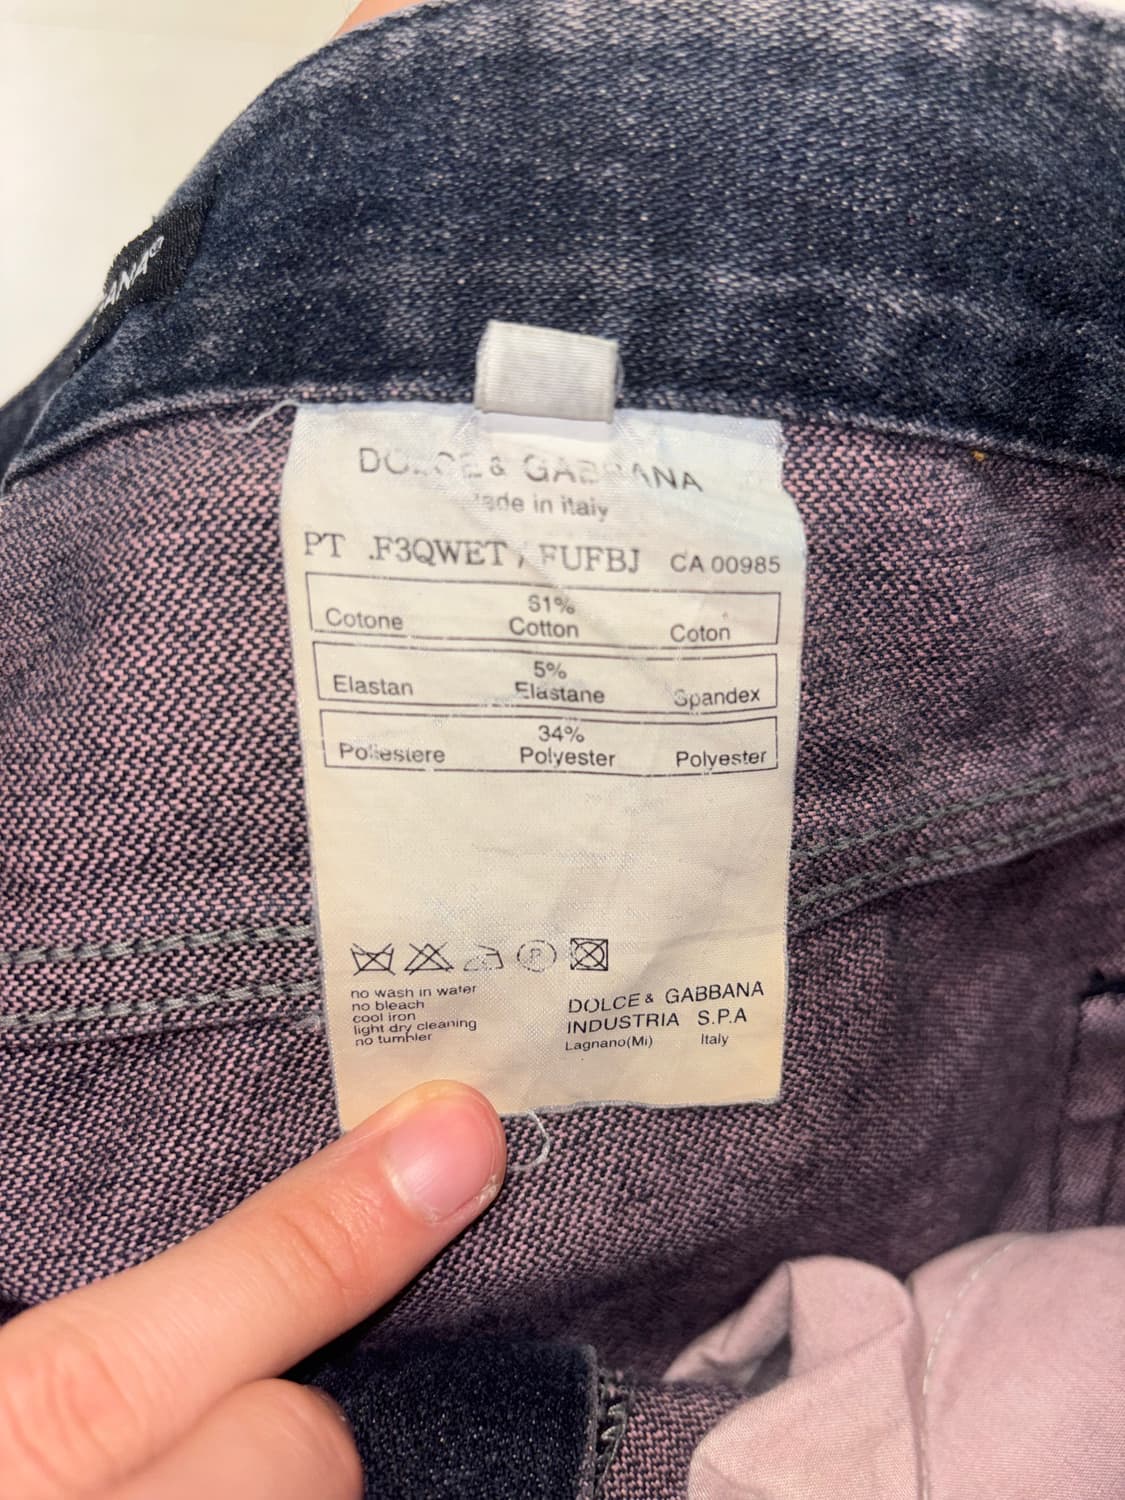 GABBANA
Made in italy
PT .F3QWET / FUFBJ CA 00985
Cotone 61% Cotton Coton
Elastan 5% Elastane Spandex
Poliestere 34% Polyester Polyester
P
no wash in water
no bleach
cool iron
light dry cleaning
no tumbler
DOLCE & GABBANA
INDUSTRIA S.P.A
Lagnano(Mi) Italy